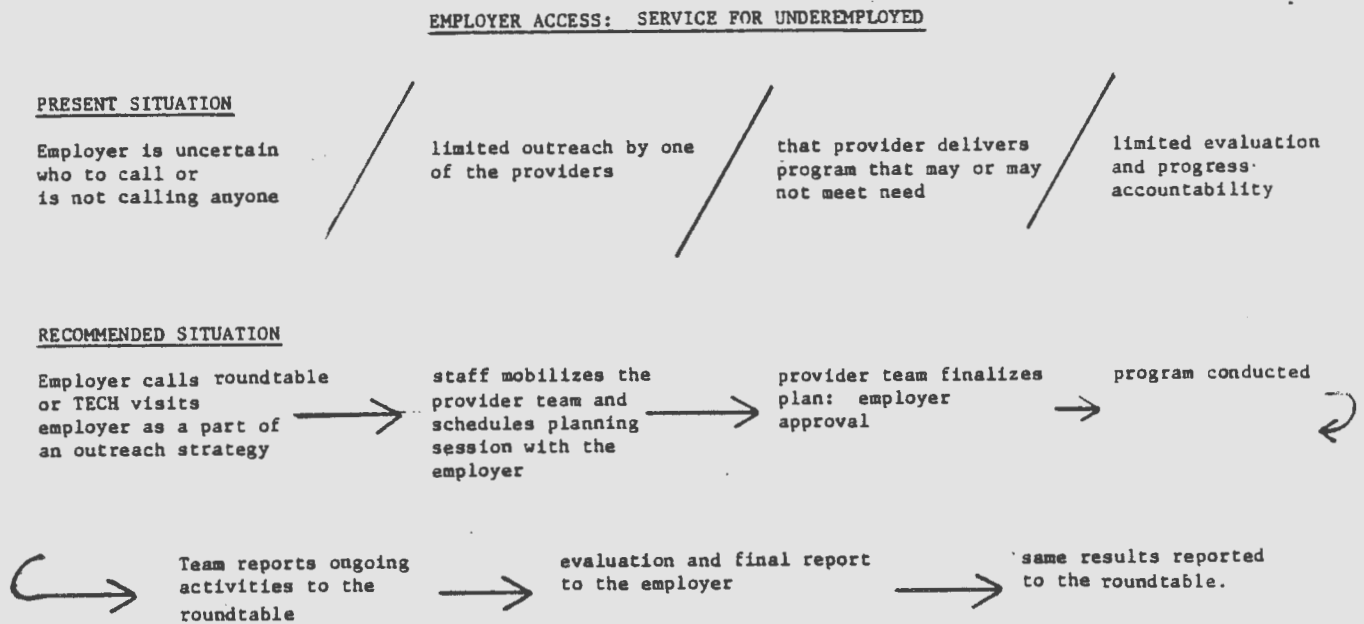 EMPLOYER ACCESS: SERVICE FOR UNDEREMPLOYED
PRESENT SITUATION
Employer is uncertain
who to call or
is not calling anyone
limited outreach by one
of the providers
that provider delivers
program that may or may
not meet need
limited evaluation
and progress
accountability
RECOMMENDED SITUATION
Employer calls roundtable
or TECH visits
employer as a part of
an outreach strategy
staff mobilizes the
provider team and
schedules planning
session with the
employer
provider team finalizes
plan: employer
approval
program conducted
Team reports ongoing
activities to the
roundtable
evaluation and final report
to the employer
same results reported
to the roundtable.